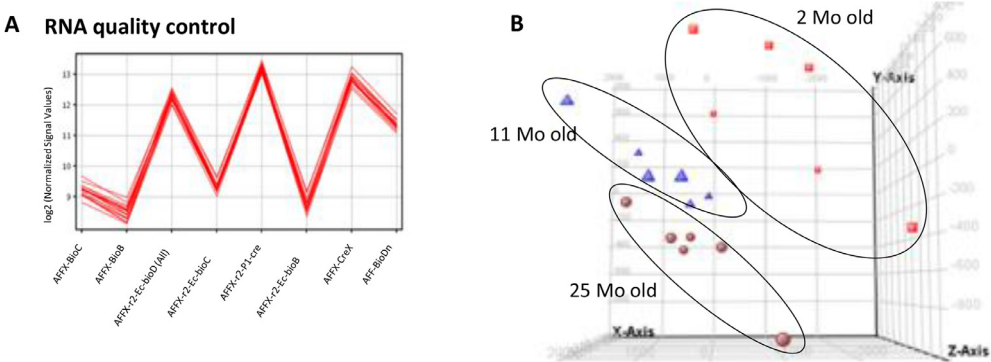 A RNA quality control
log2 (Normalized Signal Values)
13
12
11
10
9
AFFX-BioC
AFFX-BioB
AFFX-r2-Ec-bioD(All)
AFFX-r2-Ec-bioC
AFFX-r2-P1-cre
AFFX-r2-Ec-bioB
AFFX-CreX
AFF-BioDn
B
2 Mo old
11 Mo old
25 Mo old
Y-Axis
X-Axis
Z-Axis
600
400
200
0
-200
-400
-600